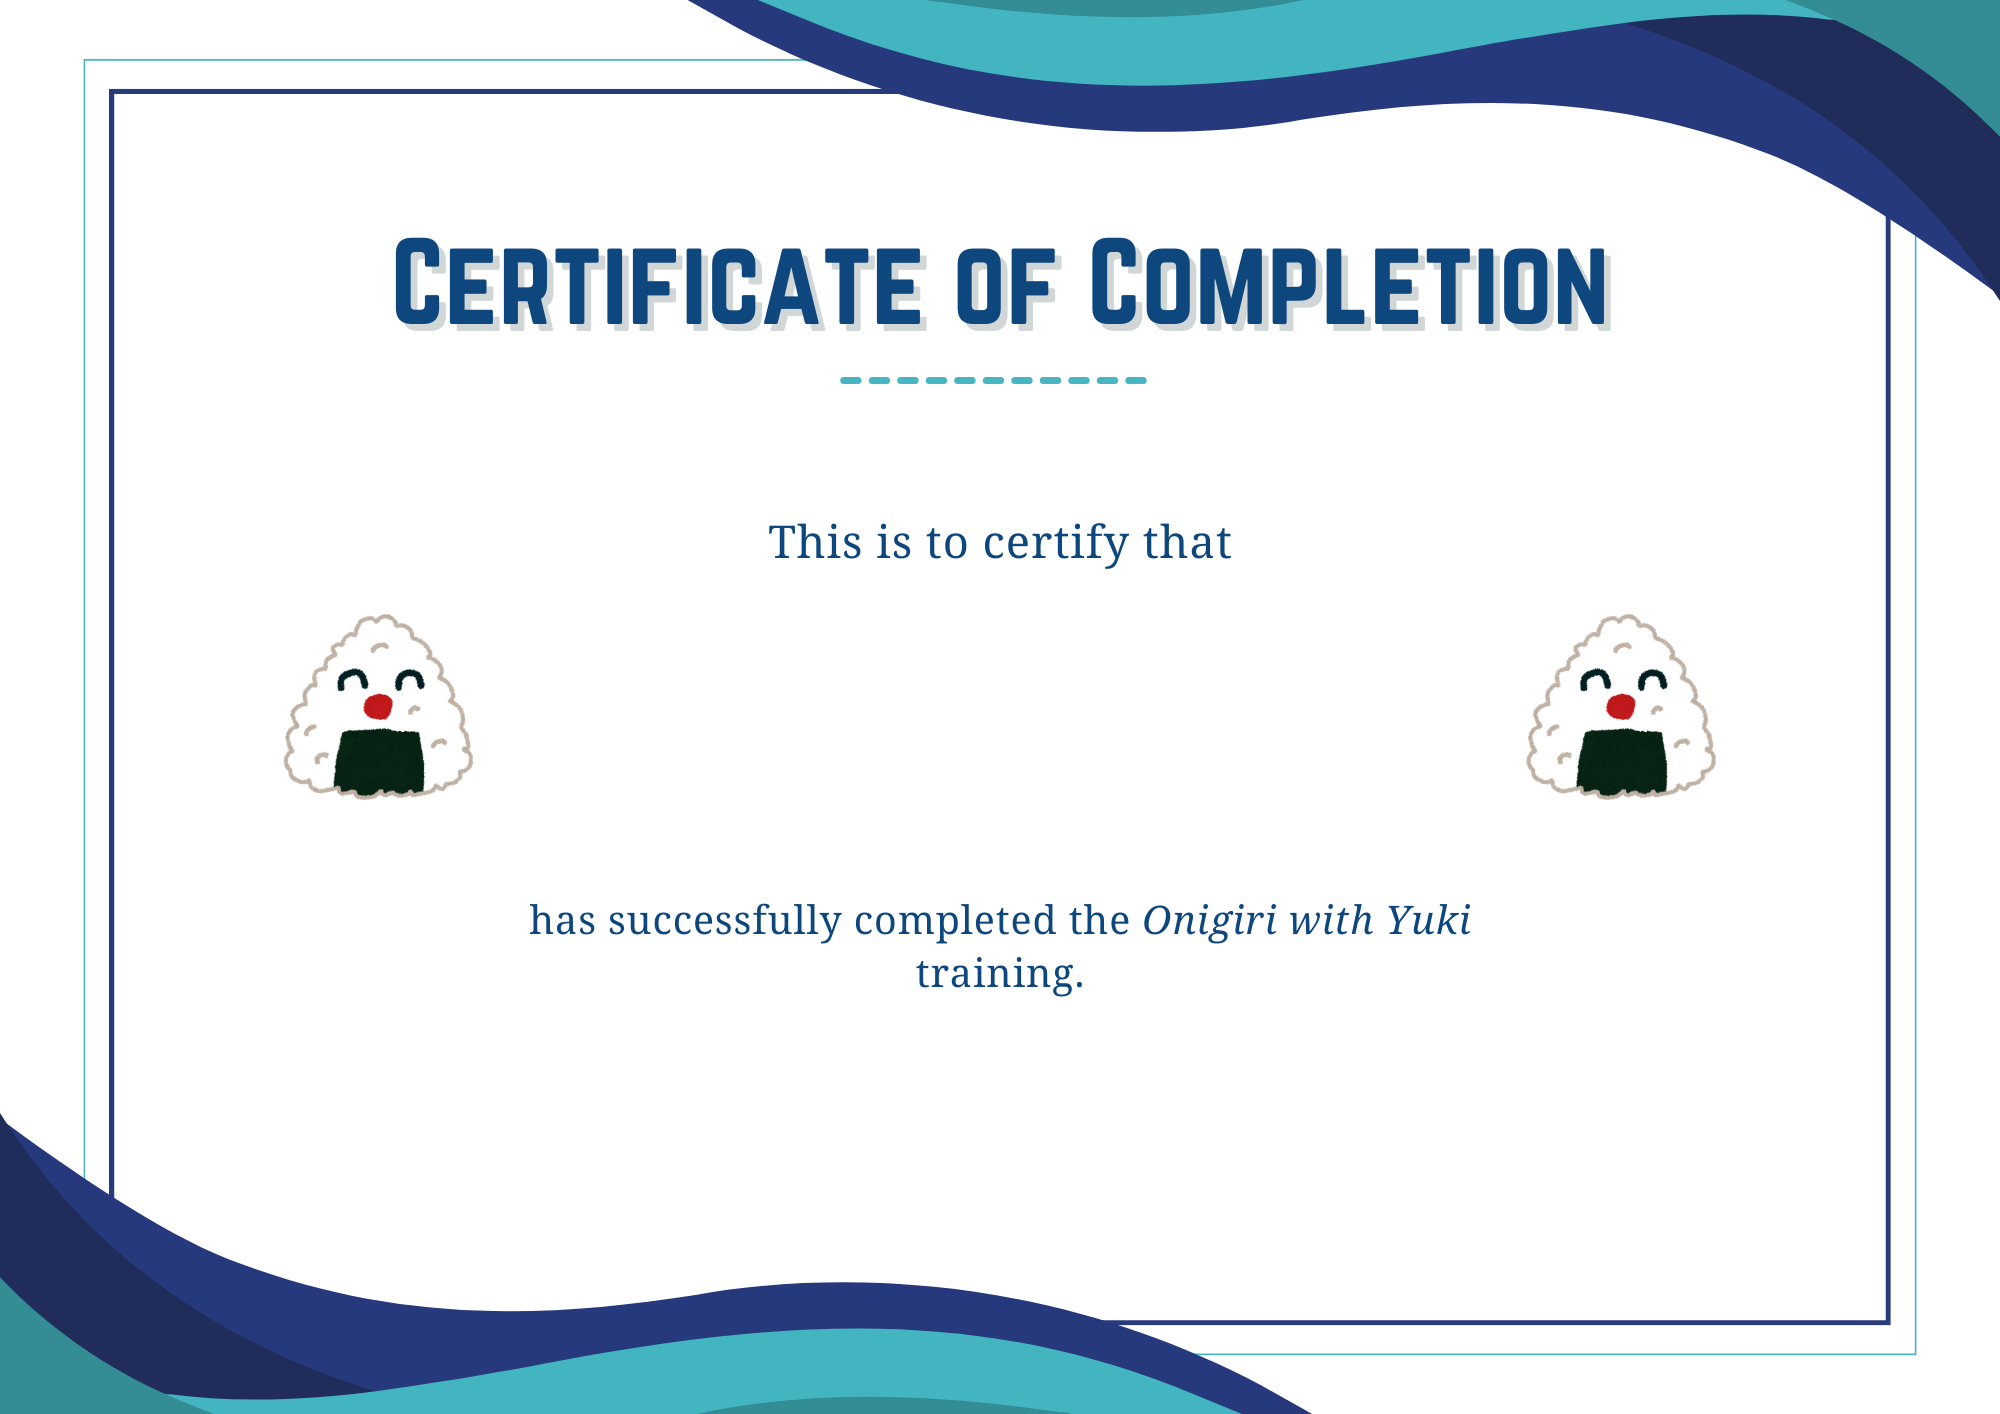 Certificate of Completion
This is to certify that
has successfully completed the Onigiri with Yuki
training.